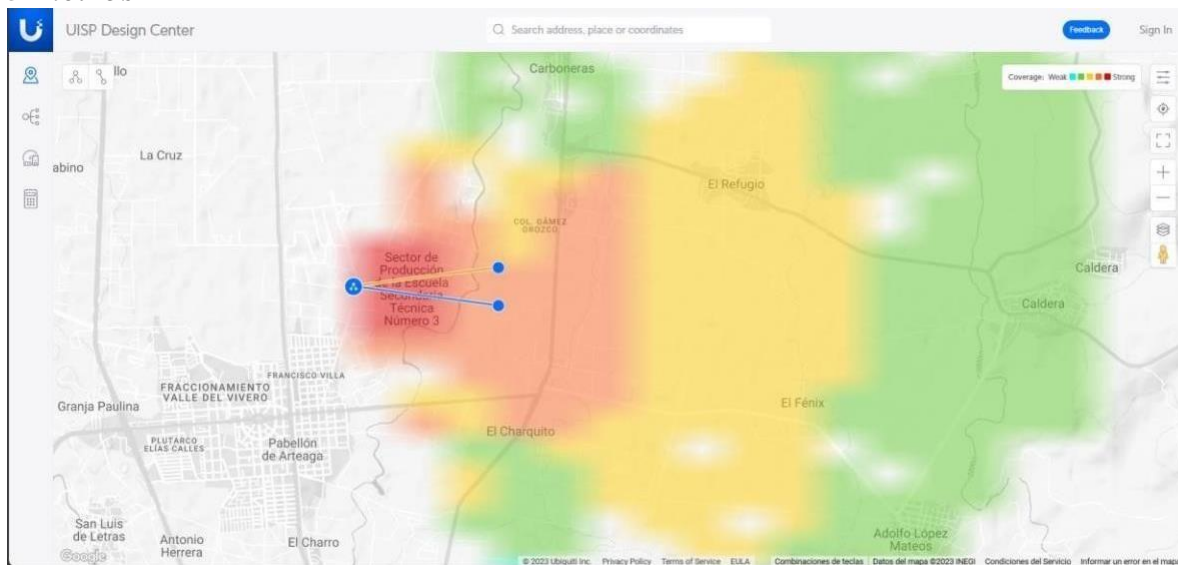 UISP Design Center
Search address, place or coordinates
Feedback
Sign In
llo
Carboneras
Coverage: Weak Strong
La Cruz
abino
El Refugio
COL. GÁMEZ
OROZCO
Sector de
Producción
de la Escuela
Secundaria
Técnica
Número 3
Caldera
Caldera
FRANCISCO VILLA
FRACCIONAMIENTO
VALLE DEL VIVERO
Granja Paulina
El Fénix
El Charquito
PLUTARCO
ELÍAS CALLES
Pabellón
de Arteaga
San Luis
de Letras
Antonio
Herrera
El Charro
Adolfo López
Mateos
Google
© 2023 Ubiquiti Inc. Privacy Policy Terms of Service EULA Combinaciones de teclas Datos del mapa ©2023 INEGI Condiciones del Servicio Informar un error en el mapa